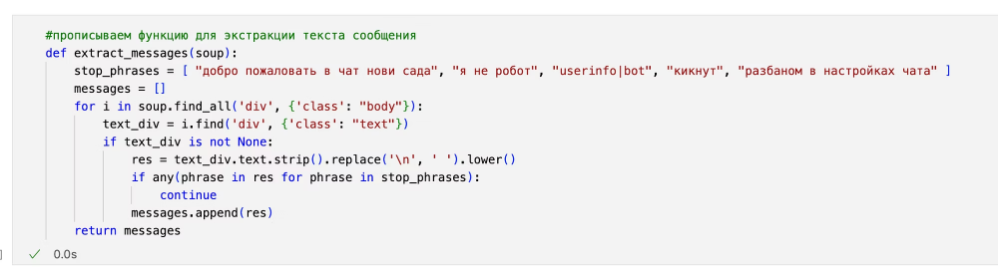 #прописываем функцию для экстракции текста сообщения
def extract_messages(soup):
    stop_phrases = [ "добро пожаловать в чат нови сада", "я не робот", "userinfo|bot", "кикнут", "разбаном в настройках чата" ]
    messages = []
    for i in soup.find_all('div', {'class': "body"}):
        text_div = i.find('div', {'class': "text"})
        if text_div is not None:
            res = text_div.text.strip().replace('\n', ' ').lower()
            if any(phrase in res for phrase in stop_phrases):
                continue
            messages.append(res)
    return messages
] ✓ 0.0s